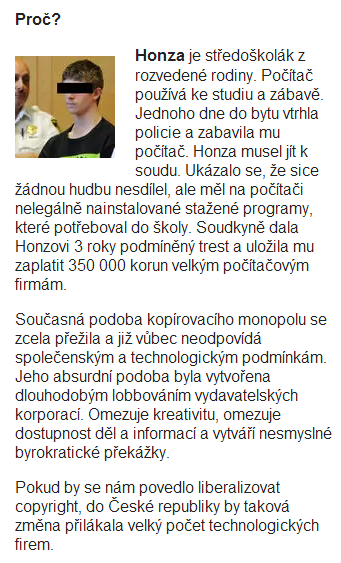 Proč?
Honza je středoškolák z
rozvedené rodiny. Počítač
používá ke studiu a zábavě.
Jednoho dne do bytu vtrhla
policie a zabavila mu
počítač. Honza musel jít k
soudu. Ukázalo se, že sice
žádnou hudbu nesdílel, ale měl na počítači
nelegálně nainstalované stažené programy,
které potřeboval do školy. Soudkyně dala
Honzovi 3 roky podmíněný trest a uložila mu
zaplatit 350 000 korun velkým počítačovým
firmám.
Současná podoba kopírovacího monopolu se
zcela přežila a již vůbec neodpovídá
společenským a technologickým podmínkám.
Jeho absurdní podoba byla vytvořena
dlouhodobým lobbováním vydavatelských
korporací. Omezuje kreativitu, omezuje
dostupnost děl a informací a vytváří nesmyslné
byrokratické překážky.
Pokud by se nám povedlo liberalizovat
copyright, do České republiky by taková
změna přilákala velký počet technologických
firem.